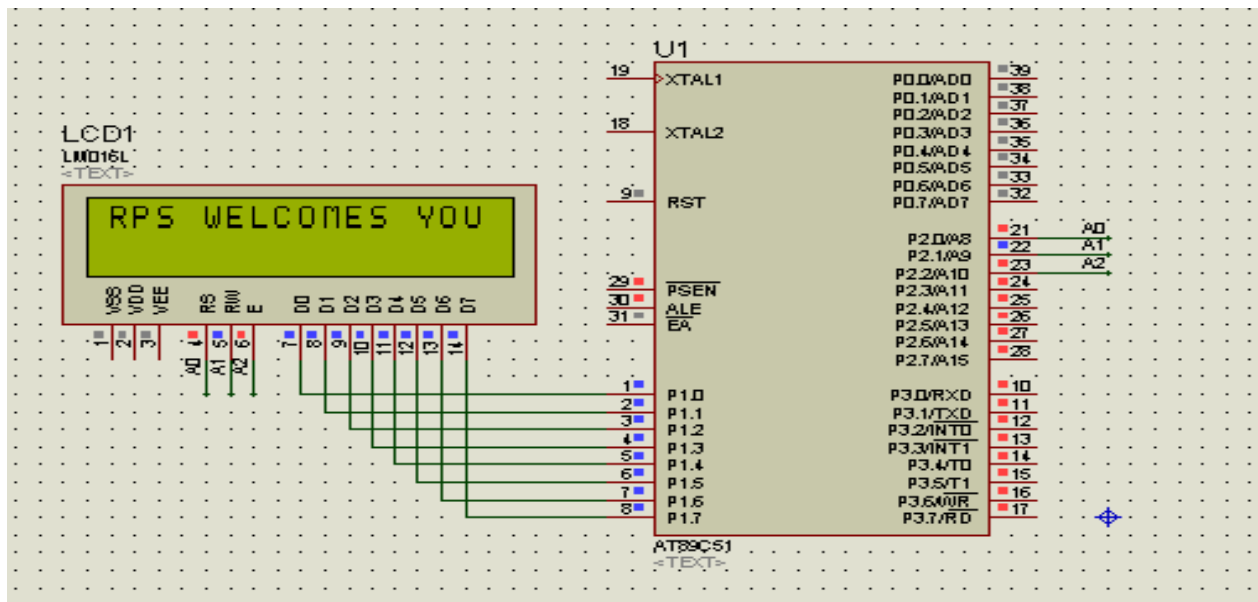 LCD1
LM016L
<TEXT>
RPS WELCOMES YOU
VSS VDD VEE RS RW E D0 D1 D2 D3 D4 D5 D6 D7
1 2 3 4 5 6 7 8 9 10 11 12 13 14
A0 A1 A2
U1
19 XTAL1 P0.0/AD0 39
P0.1/AD1 38
P0.2/AD2 37
18 XTAL2 P0.3/AD3 36
P0.4/AD4 35
P0.5/AD5 34
P0.6/AD6 33
9 RST P0.7/AD7 32
P2.0/A8 21 A0
P2.1/A9 22 A1
P2.2/A10 23 A2
29 PSEN P2.3/A11 24
30 ALE P2.4/A12 25
31 EA P2.5/A13 26
P2.6/A14 27
P2.7/A15 28
1 P1.0 P3.0/RXD 10
2 P1.1 P3.1/TXD 11
3 P1.2 P3.2/INT0 12
4 P1.3 P3.3/INT1 13
5 P1.4 P3.4/T0 14
6 P1.5 P3.5/T1 15
7 P1.6 P3.6/WR 16
8 P1.7 P3.7/RD 17
AT89C51
<TEXT>